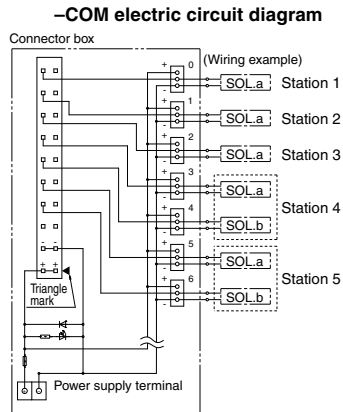 –COM electric circuit diagram
Connector box
(Wiring example)
+ 0
-
SOL.a Station 1
+ 1
-
SOL.a Station 2
+ 2
-
SOL.a Station 3
+ 3
-
SOL.a
Station 4
+ 4
-
SOL.b
+ 5
-
SOL.a
Station 5
+ 6
-
SOL.b
- -
+ +
Triangle
mark
Power supply terminal